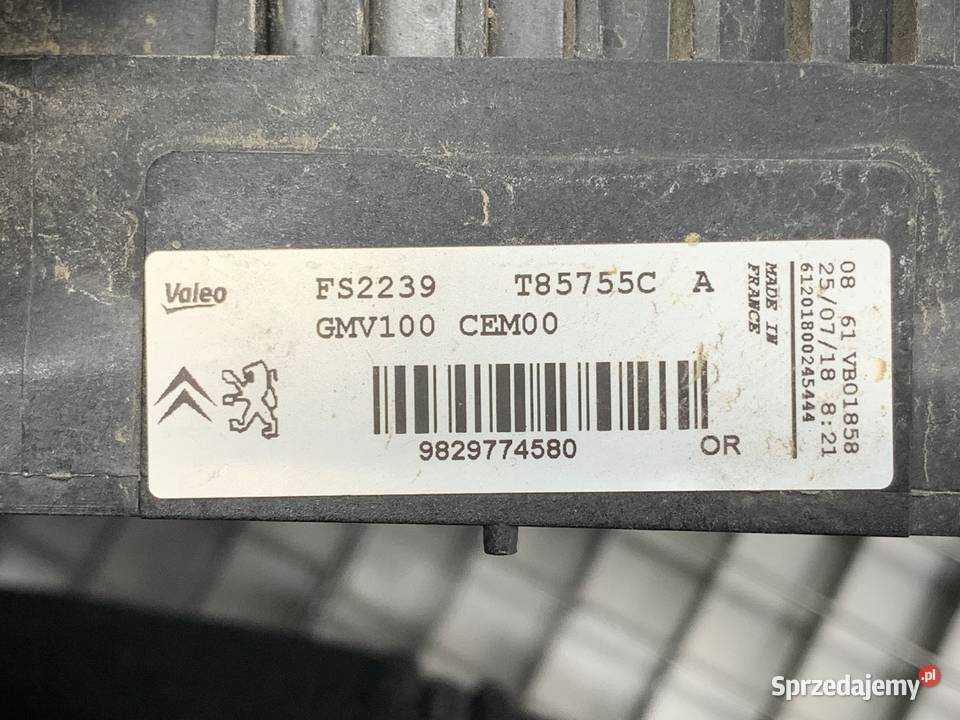 Valeo
FS2239 T85755C A
GMV100 CEM00
9829774580
OR
MADE IN
FRANCE
08 61 VB01858
25/07/18 8:21
6120180024544​4
Sprzedajemy.pl